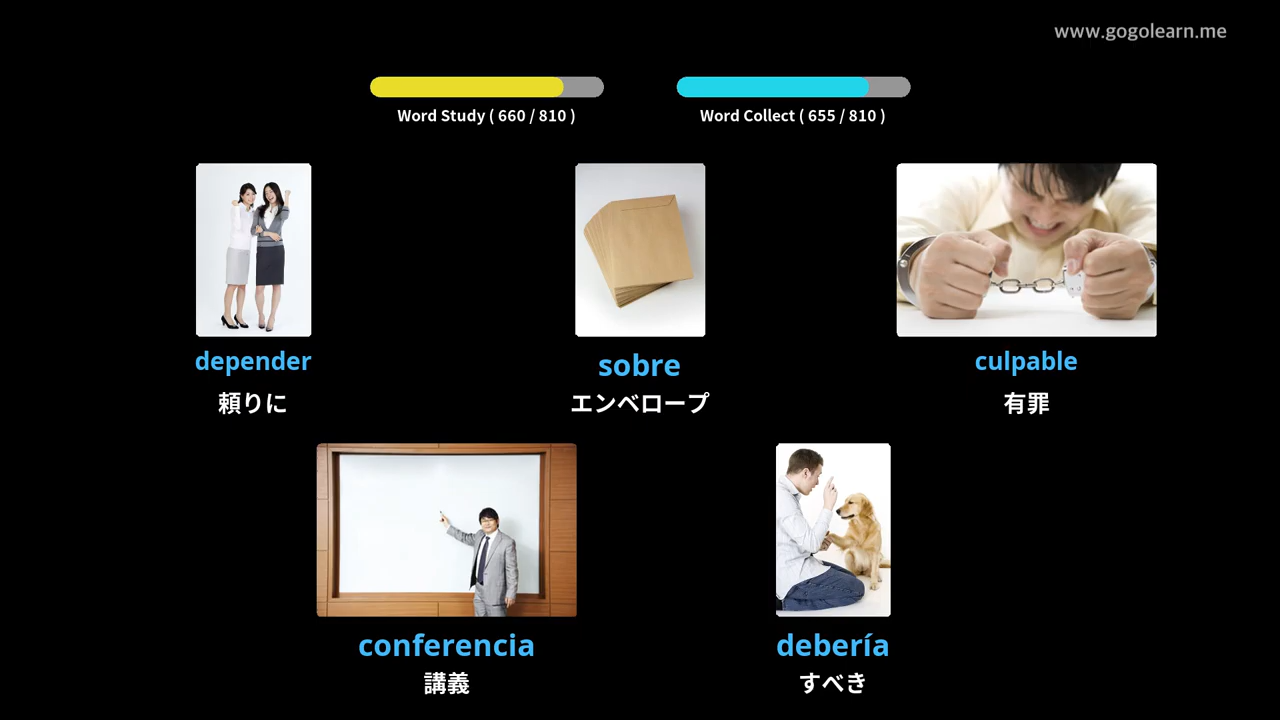 www.gogolearn.me
Word Study ( 660 / 810 )
Word Collect ( 655 / 810 )
depender
頼りに
sobre
エンベロープ
culpable
有罪
conferencia
講義
debería
すべき